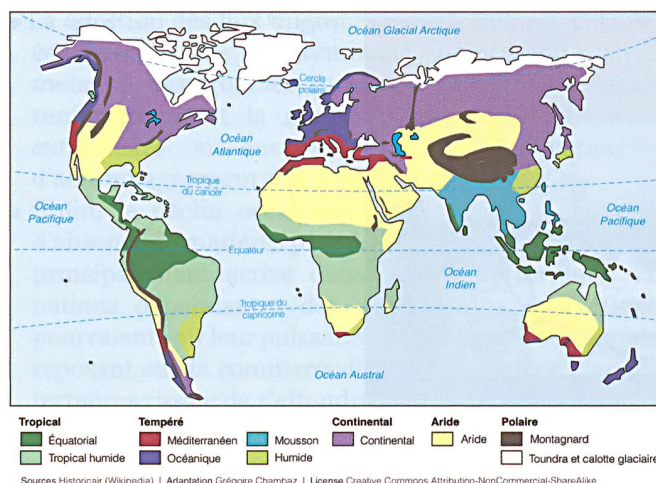 Océan Glacial Arctique
Cercle
polaire
Océan
Atlantique
Tropique
du cancer
Océan
Pacifique
Océan
Pacifique
Equateur
Océan
Indien
Tropique du
capricorne
Océan Austral
Tropical
Équatorial
Tropical humide
Tempéré
Méditerranéen
Océanique
Mousson
Humide
Continental
Continental
Aride
Aride
Polaire
Montagnard
Toundra et calotte glaciaire
Sources Historicair (Wikipedia) | Adaptation Grégoire Chambaz | License Creative Commons Attribution-NonCommercial-ShareAlike